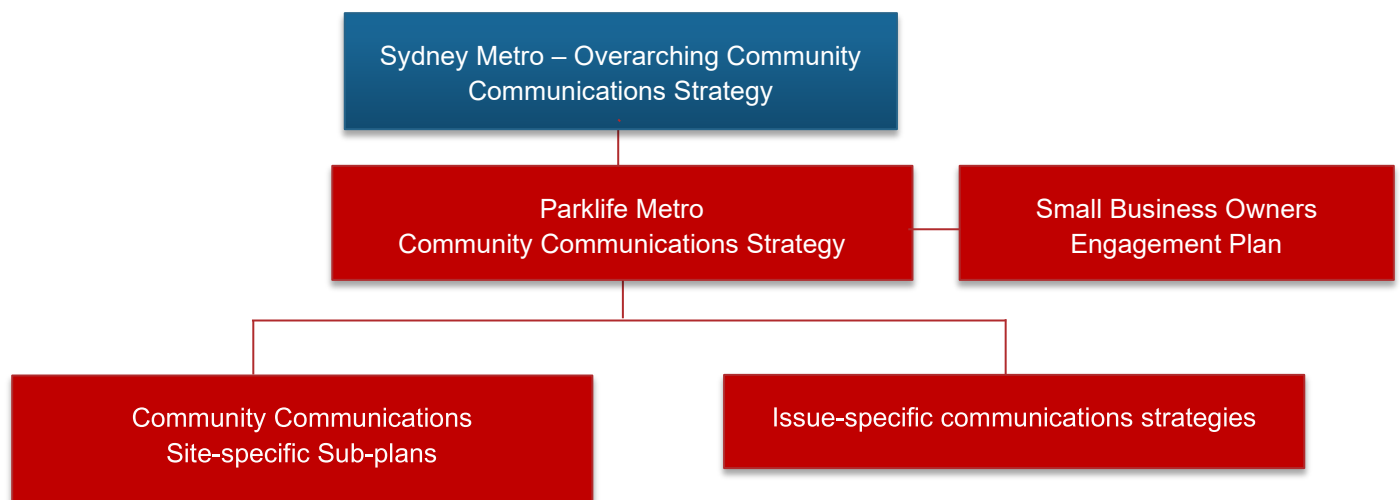 Sydney Metro – Overarching Community
Communications Strategy
Parklife Metro
Community Communications Strategy
Small Business Owners
Engagement Plan
Community Communications
Site-specific Sub-plans
Issue-specific communications strategies